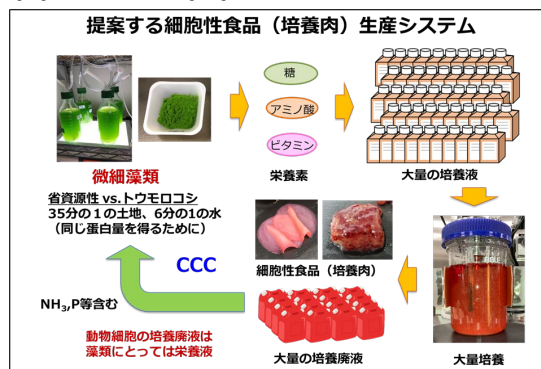 提案する細胞性食品（培養肉）生産システム
糖
アミノ酸
ビタミン
栄養素
大量の培養液
微細藻類
省資源性 vs.トウモロコシ
35分の１の土地、6分の1の水
（同じ蛋白量を得るために）
CCC
細胞性食品（培養肉）
NH3,P等含む
動物細胞の培養廃液は
藻類にとっては栄養液
大量の培養廃液
大量培養